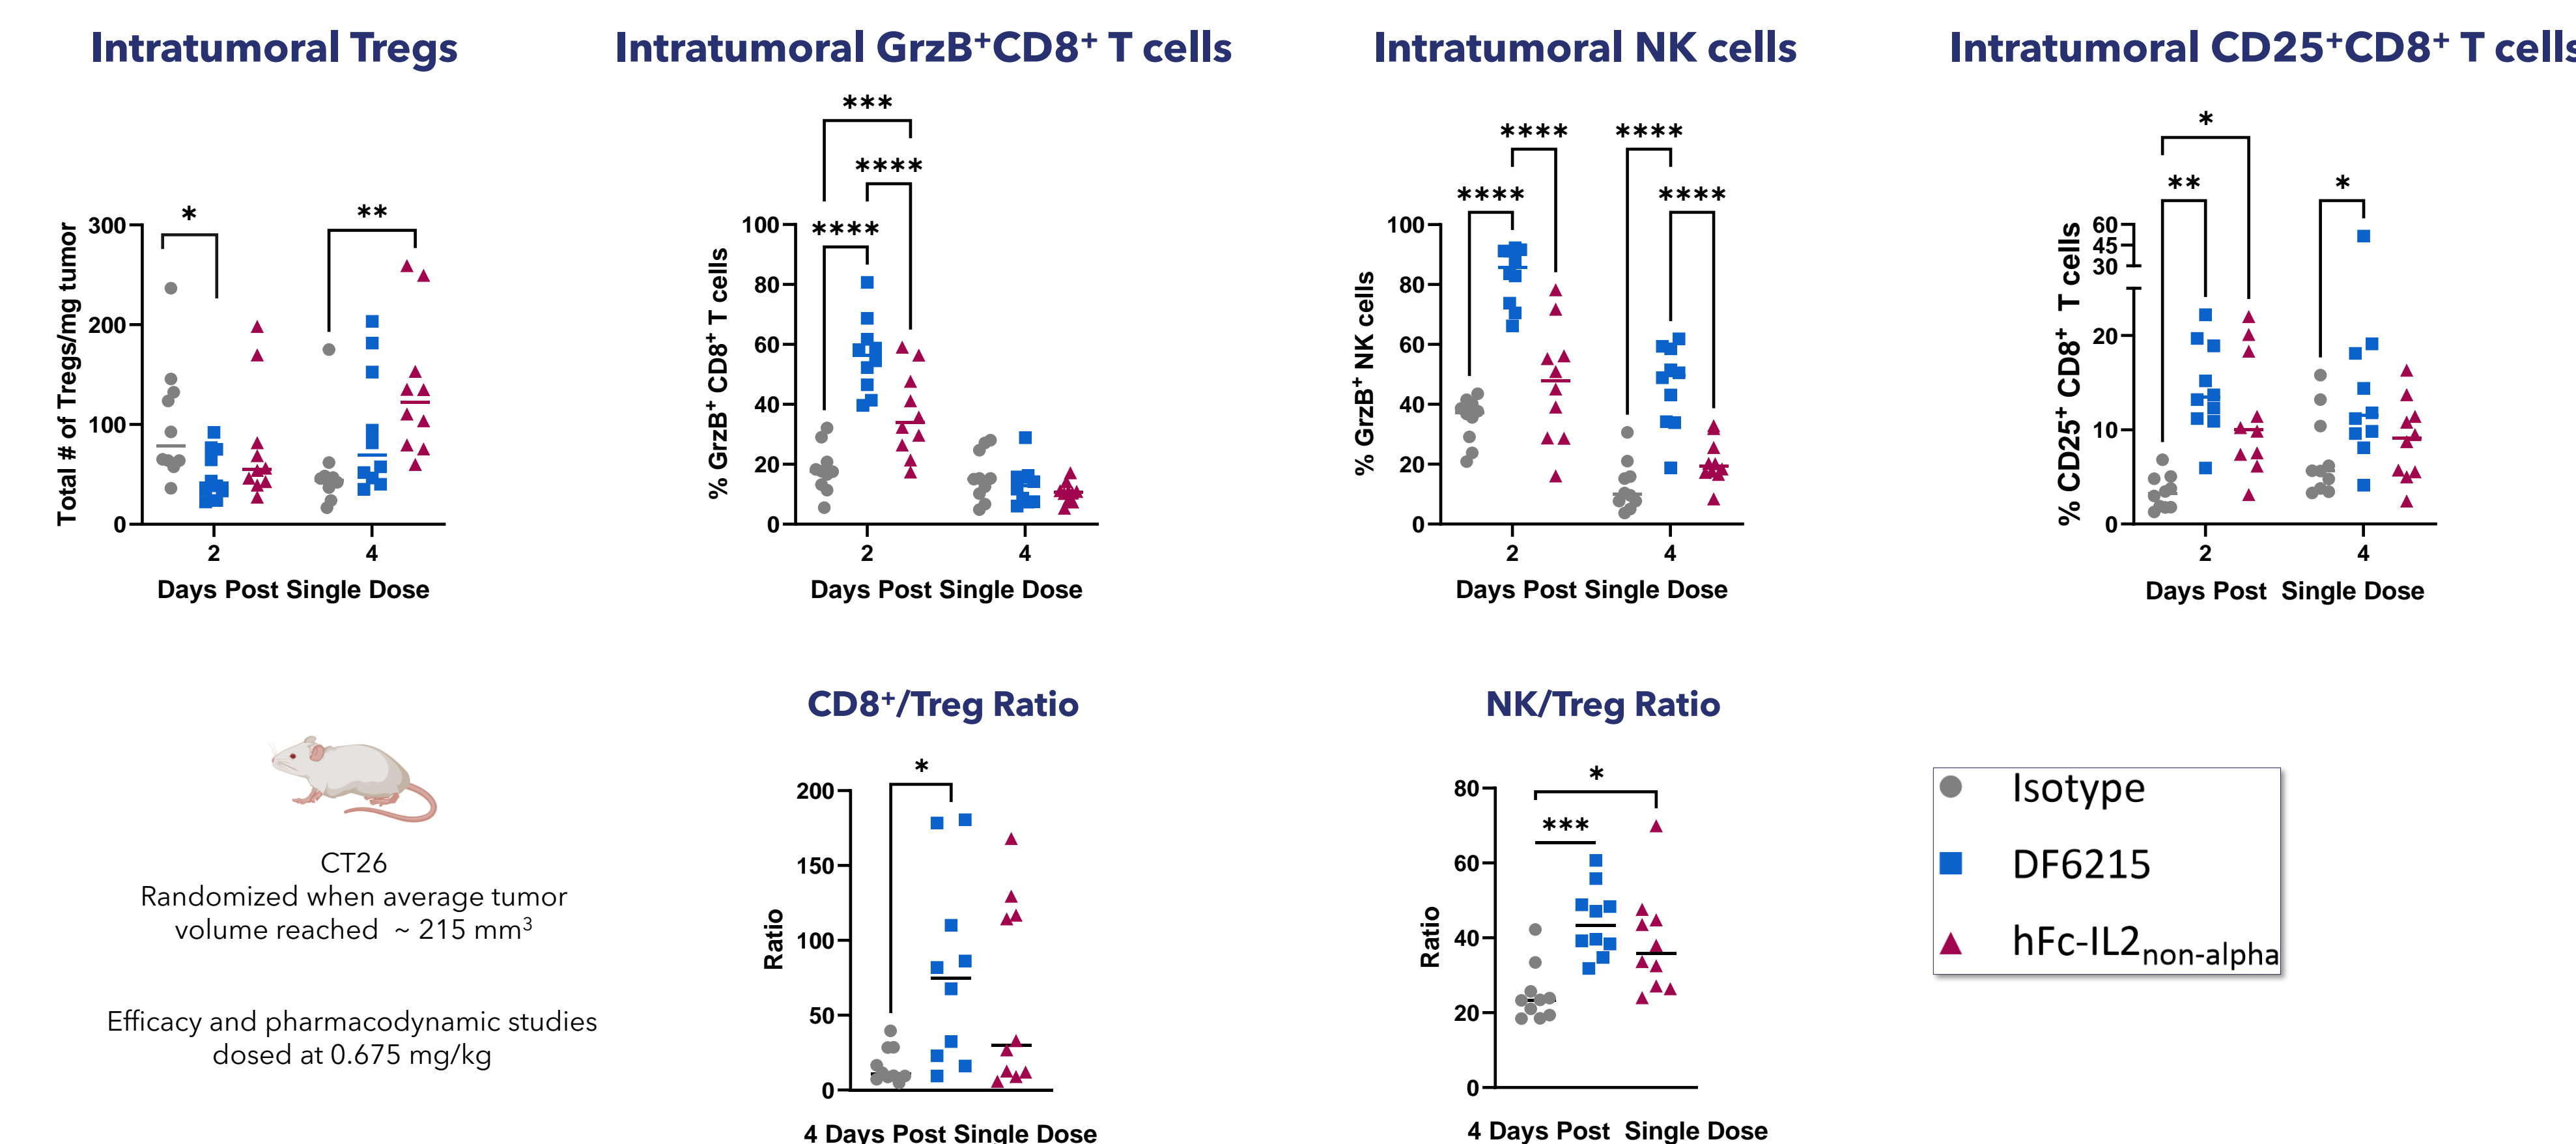 Intratumoral Tregs
*
**
300
200
100
0
Total # of Tregs/mg tumor
2
4
Days Post Single Dose
Intratumoral GrzB⁺CD8⁺ T cells
***
****
****
100
80
60
40
20
0
% GrzB⁺ CD8⁺ T cells
2
4
Days Post Single Dose
Intratumoral NK cells
****
****
****
****
100
80
60
40
20
0
% GrzB⁺ NK cells
2
4
Days Post Single Dose
Intratumoral CD25⁺CD8⁺ T cells
*
**
*
60
45
30
20
10
0
% CD25⁺ CD8⁺ T cells
2
4
Days Post Single Dose
CT26
Randomized when average tumor
volume reached ~ 215 mm³
Efficacy and pharmacodynamic studies
dosed at 0.675 mg/kg
CD8⁺/Treg Ratio
*
200
150
100
50
0
Ratio
4 Days Post Single Dose
NK/Treg Ratio
*
***
80
60
40
20
0
Ratio
4 Days Post Single Dose
Isotype
DF6215
hFc-IL2non-alpha